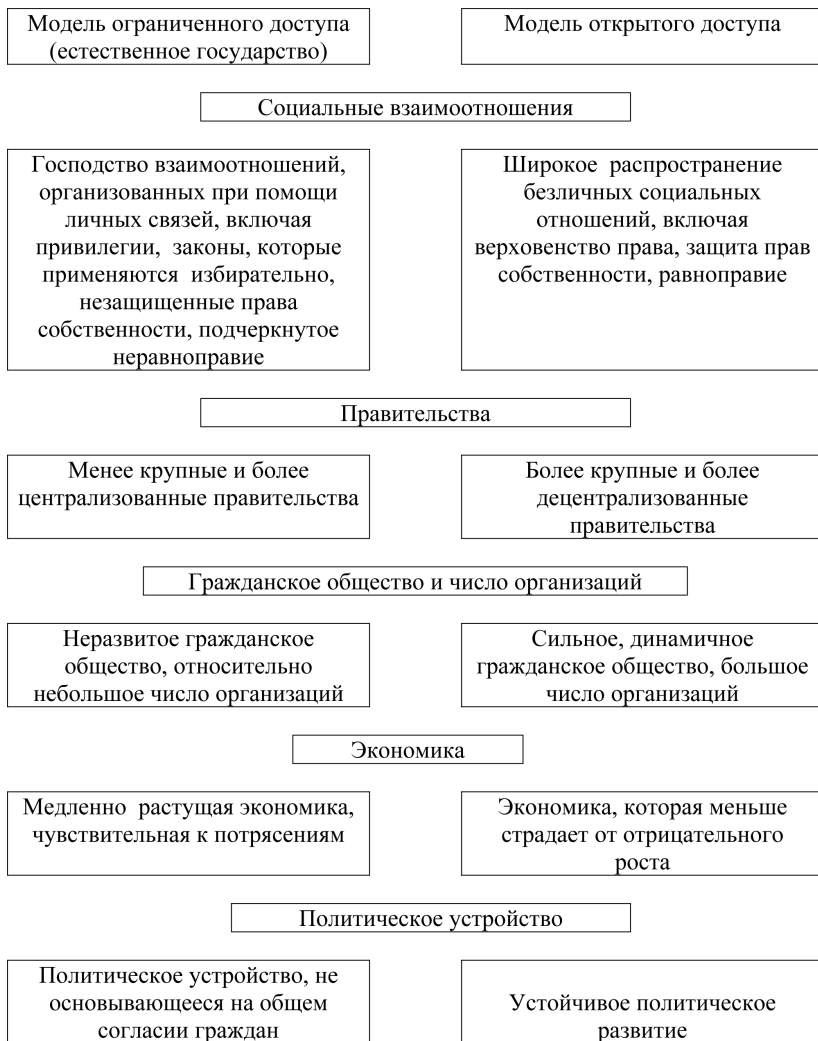 Модель ограниченного доступа
(естественное государство)
Модель открытого доступа
Социальные взаимоотношения
Господство взаимоотношений,
организованных при помощи
личных связей, включая
привилегии, законы, которые
применяются избирательно,
незащищенные права
собственности, подчеркнутое
неравноправие
Широкое распространение
безличных социальных
отношений, включая
верховенство права, защита прав
собственности, равноправие
Правительства
Менее крупные и более
централизованные правительства
Более крупные и более
децентрализованные
правительства
Гражданское общество и число организаций
Неразвитое гражданское
общество, относительно
небольшое число организаций
Сильное, динамичное
гражданское общество, большое
число организаций
Экономика
Медленно растущая экономика,
чувствительная к потрясениям
Экономика, которая меньше
страдает от отрицательного
роста
Политическое устройство
Политическое устройство, не
основывающееся на общем
согласии граждан
Устойчивое политическое
развитие